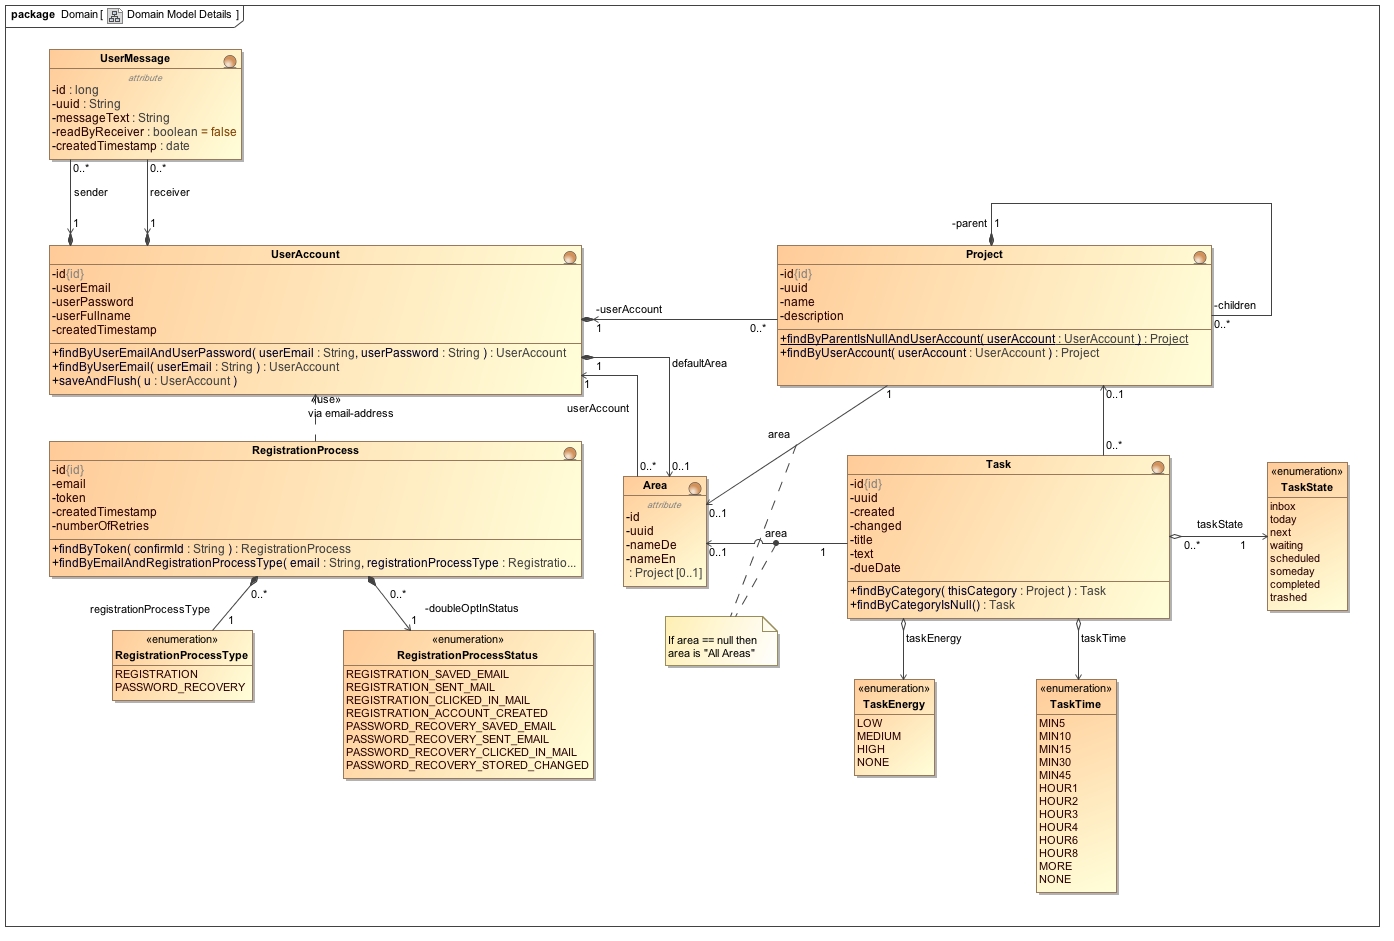 package Domain[ Domain Model Details ]
UserMessage
attribute
-id : long
-uuid : String
-messageText : String
-readByReceiver : boolean = false
-createdTimestamp : date
0..*
0..*
sender
receiver
1
1
UserAccount
-id{id}
-userEmail
-userPassword
-userFullname
-createdTimestamp
+findByUserEmailAndUserPassword( userEmail : String, userPassword : String ) : UserAccount
+findByUserEmail( userEmail : String ) : UserAccount
+saveAndFlush( u : UserAccount )
-userAccount
1
0..*
-parent
1
Project
-id{id}
-uuid
-name
-description
+findByParentIsNullAndUserAccount( userAccount : UserAccount ) : Project
+findByUserAccount( userAccount : UserAccount ) : Project
-children
0..*
1
defaultArea
1
userAccount
0..*
0..1
«use»
via email-address
RegistrationProcess
-id{id}
-email
-token
-createdTimestamp
-numberOfRetries
+findByToken( confirmId : String ) : RegistrationProcess
+findByEmailAndRegistrationProcessType( email : String, registrationProcessType : Registratio...
Area
attribute
-id
-uuid
-nameDe
-nameEn
: Project [0..1]
1
area
0..1
0..1
0..*
area
0..1
1
Task
-id{id}
-uuid
-created
-changed
-title
-text
-dueDate
+findByCategory( thisCategory : Project ) : Task
+findByCategoryIsNull() : Task
taskState
0..*
1
«enumeration»
TaskState
inbox
today
next
waiting
scheduled
someday
completed
trashed
registrationProcessType
0..*
1
0..*
-doubleOptInStatus
1
«enumeration»
RegistrationProcessType
REGISTRATION
PASSWORD_RECOVERY
«enumeration»
RegistrationProcessStatus
REGISTRATION_SAVED_EMAIL
REGISTRATION_SENT_MAIL
REGISTRATION_CLICKED_IN_MAIL
REGISTRATION_ACCOUNT_CREATED
PASSWORD_RECOVERY_SAVED_EMAIL
PASSWORD_RECOVERY_SENT_EMAIL
PASSWORD_RECOVERY_CLICKED_IN_MAIL
PASSWORD_RECOVERY_STORED_CHANGED
If area == null then
area is "All Areas"
taskEnergy
taskTime
«enumeration»
TaskEnergy
LOW
MEDIUM
HIGH
NONE
«enumeration»
TaskTime
MIN5
MIN10
MIN15
MIN30
MIN45
HOUR1
HOUR2
HOUR3
HOUR4
HOUR6
HOUR8
MORE
NONE